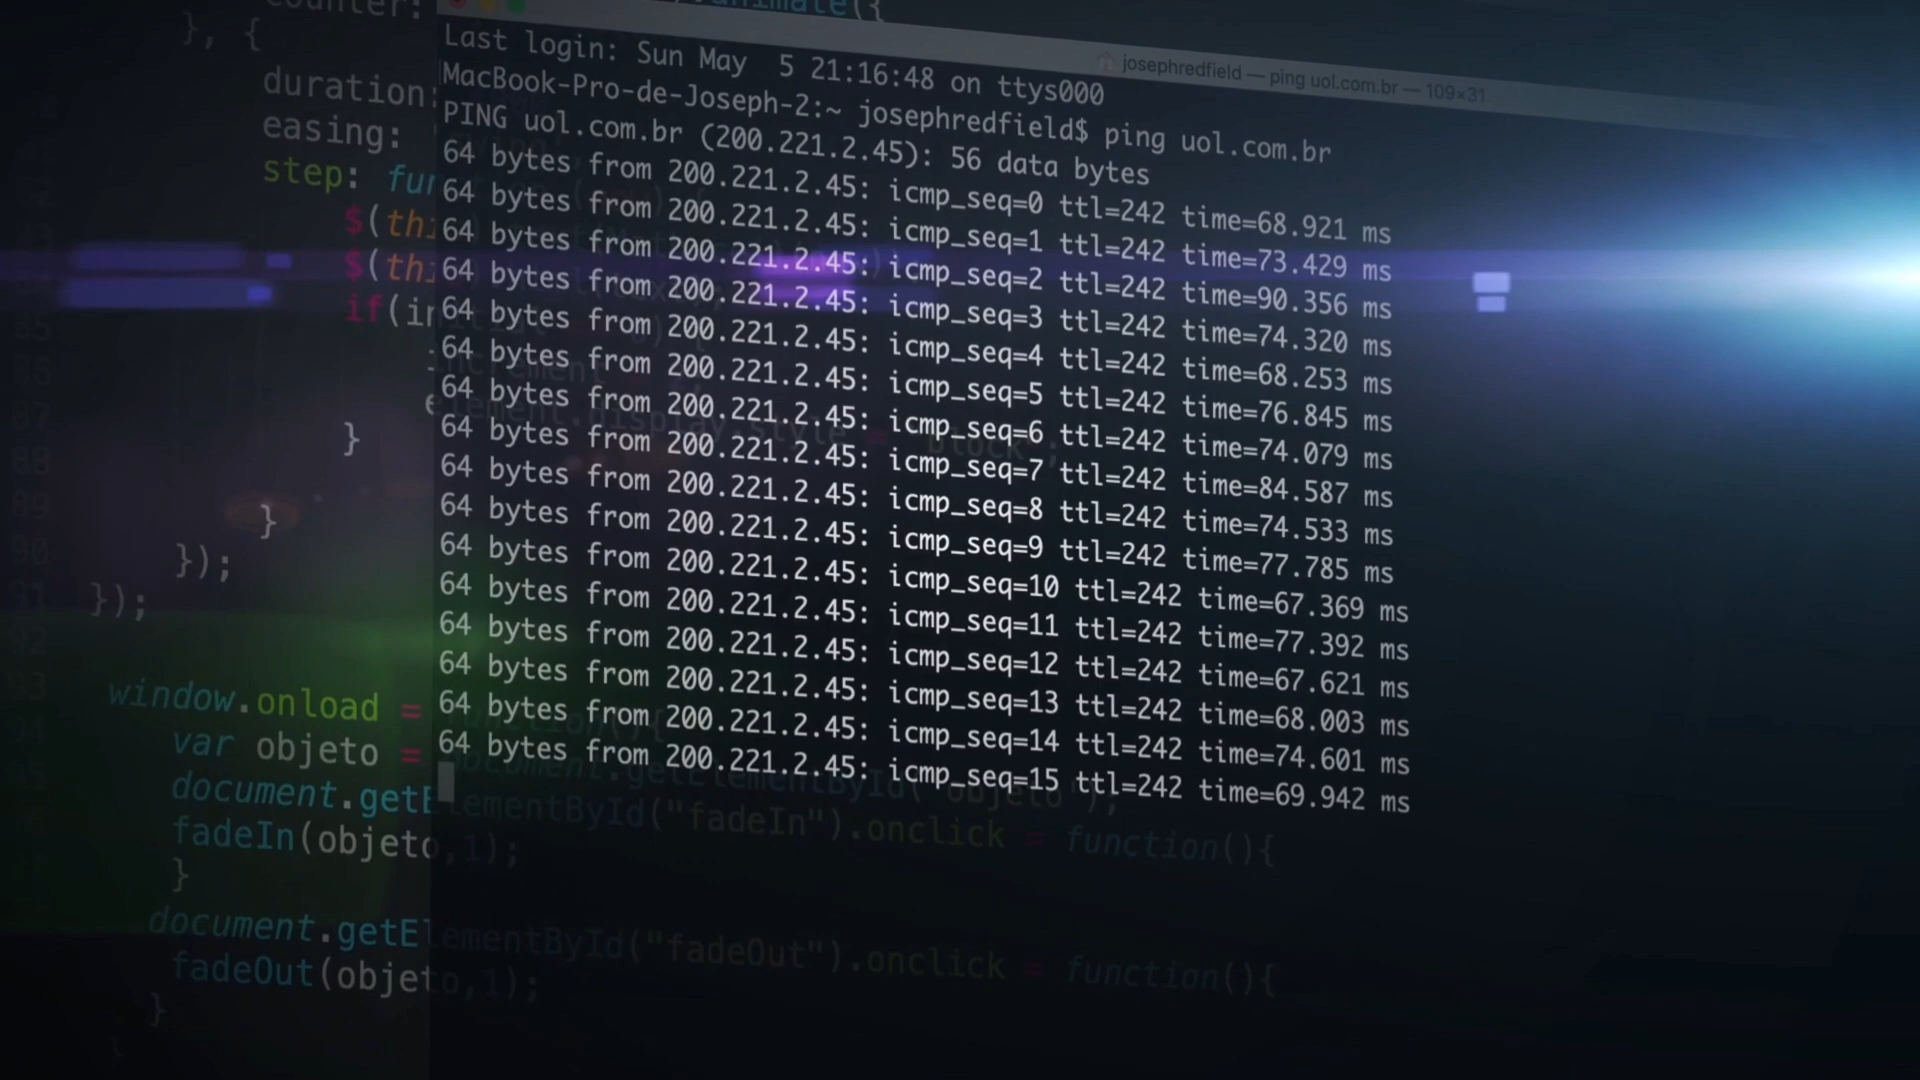 counter:
}, {
duration:
easing:
step: fun
$(thi
$(thi
if(in
}
}
});
});
window.onload =
var objeto =
document.getElementById("objeto");
fadeIn(objeto,1);
}
document.getElementById("fadeIn").onclick = function(){
document.getElementById("fadeOut").onclick = function(){
fadeOut(objeto,1);
}
josephredfield — ping uol.com.br — 109×31
Last login: Sun May  5 21:16:48 on ttys000
MacBook-Pro-de-Joseph-2:~ josephredfield$ ping uol.com.br
PING uol.com.br (200.221.2.45): 56 data bytes
64 bytes from 200.221.2.45: icmp_seq=0 ttl=242 time=68.921 ms
64 bytes from 200.221.2.45: icmp_seq=1 ttl=242 time=73.429 ms
64 bytes from 200.221.2.45: icmp_seq=2 ttl=242 time=90.356 ms
64 bytes from 200.221.2.45: icmp_seq=3 ttl=242 time=74.320 ms
64 bytes from 200.221.2.45: icmp_seq=4 ttl=242 time=68.253 ms
64 bytes from 200.221.2.45: icmp_seq=5 ttl=242 time=76.845 ms
64 bytes from 200.221.2.45: icmp_seq=6 ttl=242 time=74.079 ms
64 bytes from 200.221.2.45: icmp_seq=7 ttl=242 time=84.587 ms
64 bytes from 200.221.2.45: icmp_seq=8 ttl=242 time=74.533 ms
64 bytes from 200.221.2.45: icmp_seq=9 ttl=242 time=77.785 ms
64 bytes from 200.221.2.45: icmp_seq=10 ttl=242 time=67.369 ms
64 bytes from 200.221.2.45: icmp_seq=11 ttl=242 time=77.392 ms
64 bytes from 200.221.2.45: icmp_seq=12 ttl=242 time=67.621 ms
64 bytes from 200.221.2.45: icmp_seq=13 ttl=242 time=68.003 ms
64 bytes from 200.221.2.45: icmp_seq=14 ttl=242 time=74.601 ms
64 bytes from 200.221.2.45: icmp_seq=15 ttl=242 time=69.942 ms